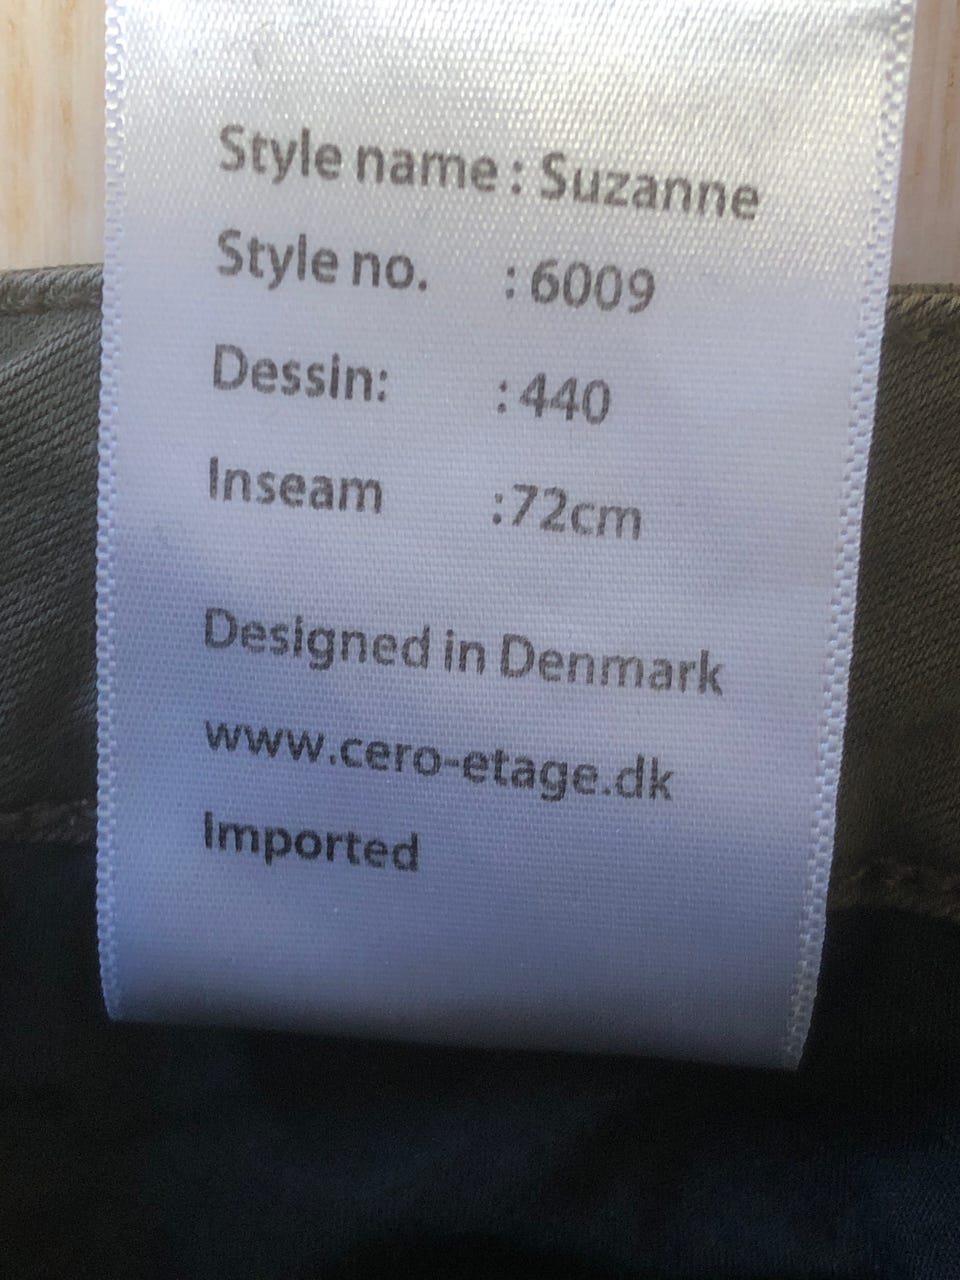 Style name : Suzanne
Style no. : 6009
Dessin: : 440
Inseam :72cm
Designed in Denmark
www.cero-etage.dk
Imported